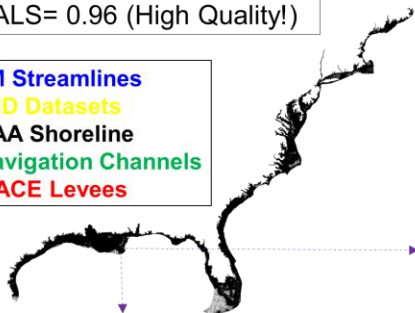 ALS= 0.96 (High Quality!)
Streamlines
D Datasets
AA Shoreline
avigation Channels
ACE Levees